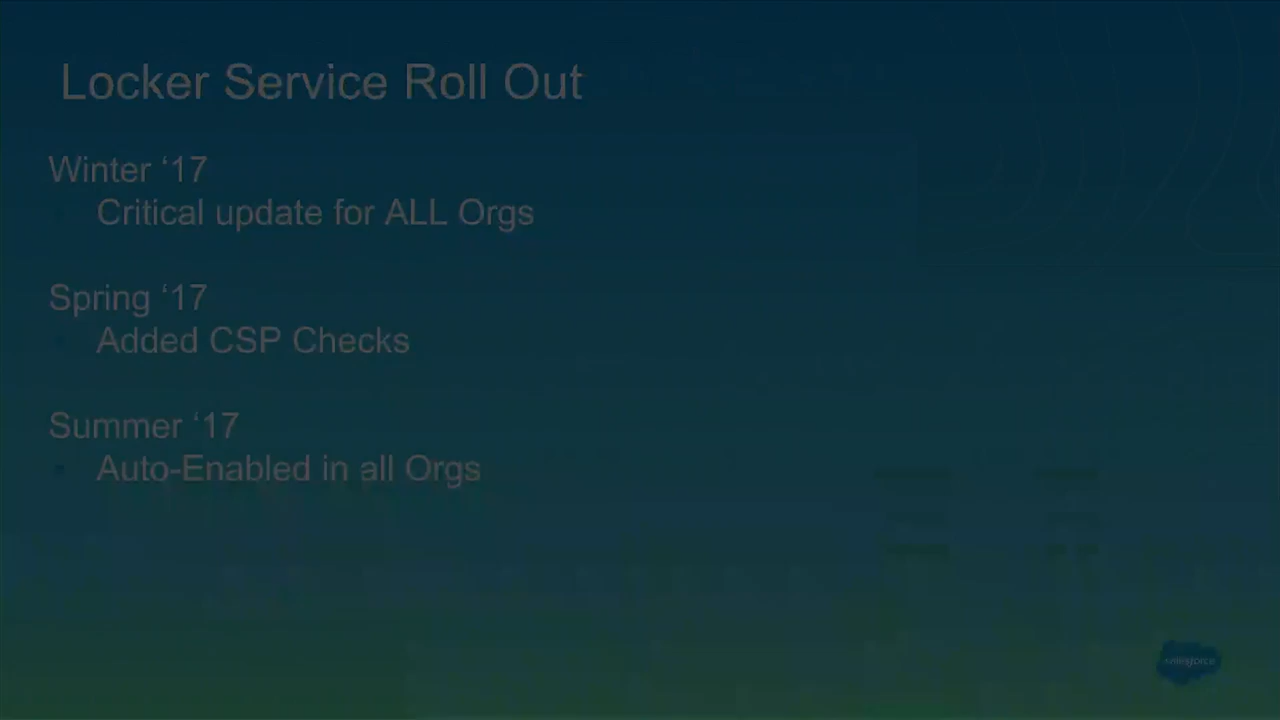 Locker Service Roll Out
Winter ‘17
Critical update for ALL Orgs
Spring ‘17
Added CSP Checks
Summer ‘17
Auto-Enabled in all Orgs
salesforce